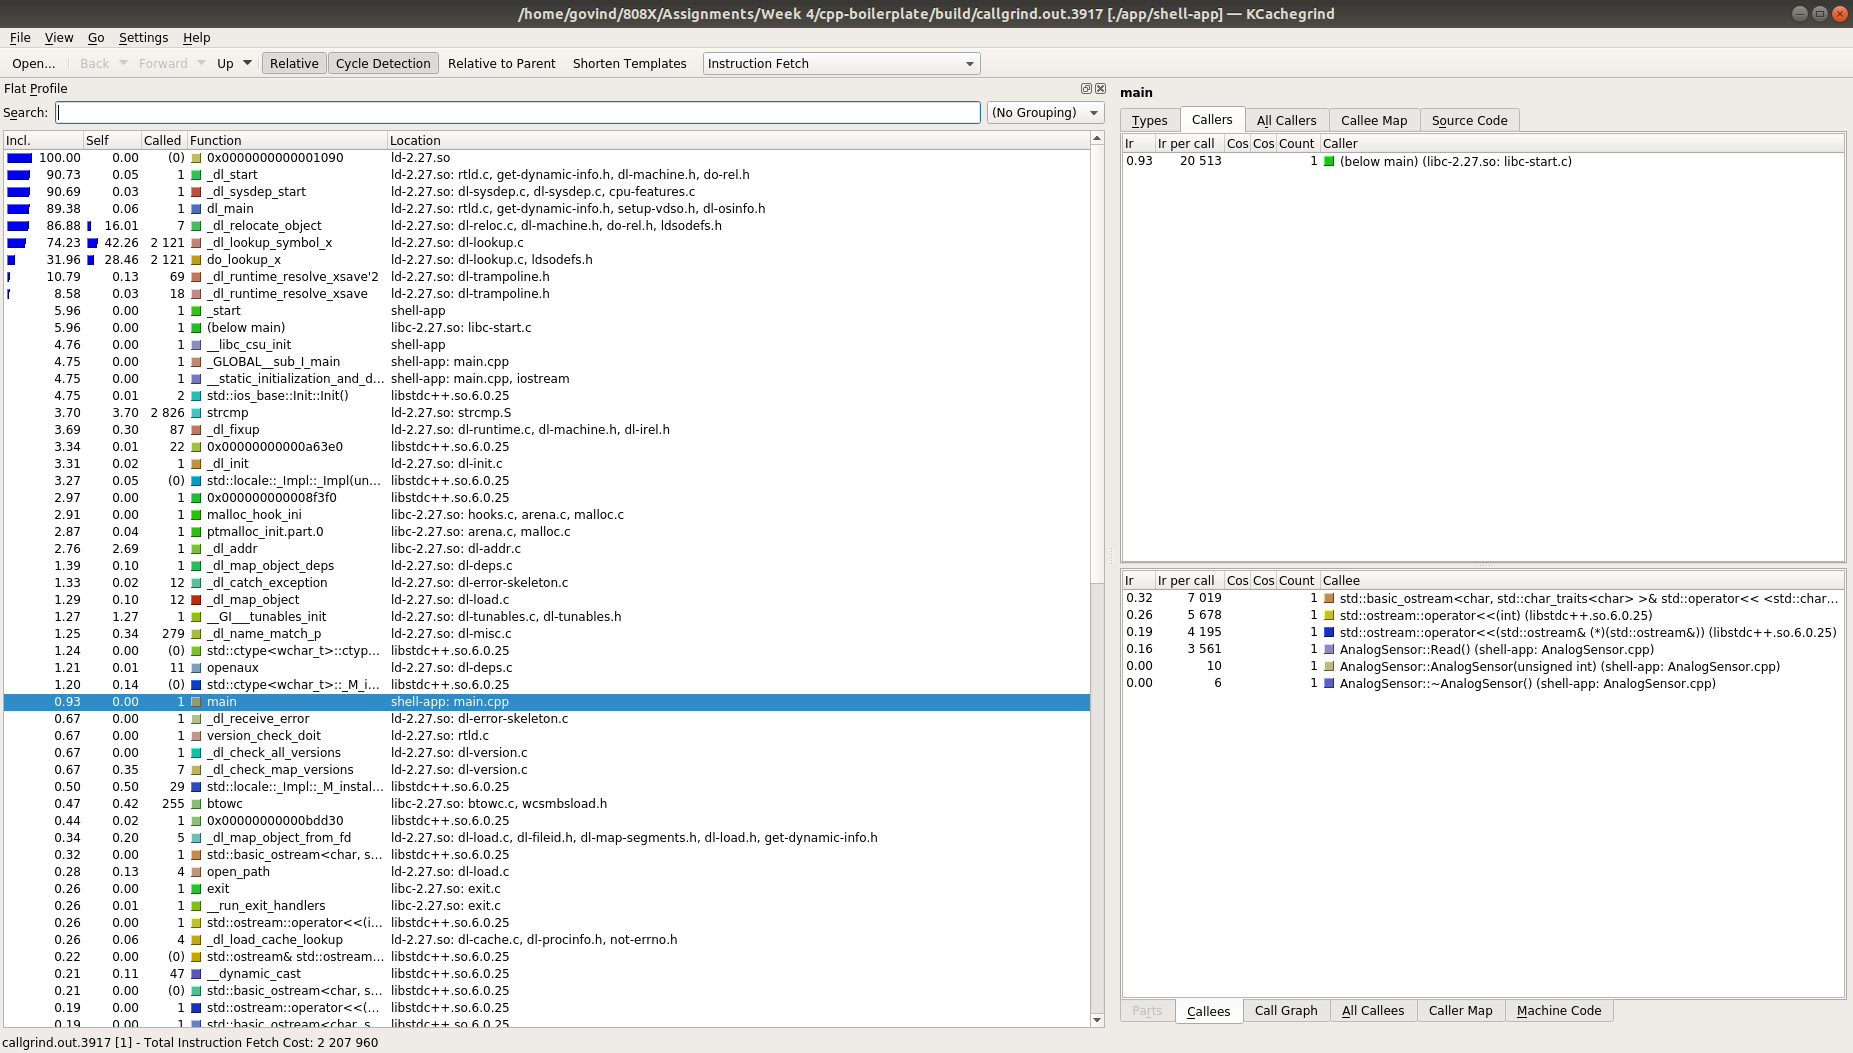 /home/govind/808X/Assignments/Week 4/cpp-boilerplate/build/callgrind.out.3917 [./app/shell-app] — KCachegrind
File View Go Settings Help
Open... Back Forward Up Relative Cycle Detection Relative to Parent Shorten Templates Instruction Fetch
Flat Profile
Search: (No Grouping)
Incl. Self Called Function Location
100.00 0.00 (0) 0x0000000000001090 ld-2.27.so
90.73 0.05 1 _dl_start ld-2.27.so: rtld.c, get-dynamic-info.h, dl-machine.h, do-rel.h
90.69 0.03 1 _dl_sysdep_start ld-2.27.so: dl-sysdep.c, dl-sysdep.c, cpu-features.c
89.38 0.06 1 dl_main ld-2.27.so: rtld.c, get-dynamic-info.h, setup-vdso.h, dl-osinfo.h
86.88 16.01 7 _dl_relocate_object ld-2.27.so: dl-reloc.c, dl-machine.h, do-rel.h, ldsodefs.h
74.23 42.26 2 121 _dl_lookup_symbol_x ld-2.27.so: dl-lookup.c
31.96 28.46 2 121 do_lookup_x ld-2.27.so: dl-lookup.c, ldsodefs.h
10.79 0.13 69 _dl_runtime_resolve_xsave'2 ld-2.27.so: dl-trampoline.h
8.58 0.03 18 _dl_runtime_resolve_xsave ld-2.27.so: dl-trampoline.h
5.96 0.00 1 _start shell-app
5.96 0.00 1 (below main) libc-2.27.so: libc-start.c
4.76 0.00 1 __libc_csu_init shell-app
4.75 0.00 1 _GLOBAL__sub_I_main shell-app: main.cpp
4.75 0.00 1 __static_initialization_and_d... shell-app: main.cpp, iostream
4.75 0.01 2 std::ios_base::Init::Init() libstdc++.so.6.0.25
3.70 3.70 2 826 strcmp ld-2.27.so: strcmp.S
3.69 0.30 87 _dl_fixup ld-2.27.so: dl-runtime.c, dl-machine.h, dl-irel.h
3.34 0.01 22 0x00000000000a63e0 libstdc++.so.6.0.25
3.31 0.02 1 _dl_init ld-2.27.so: dl-init.c
3.27 0.05 (0) std::locale::_Impl::_Impl(un... libstdc++.so.6.0.25
2.97 0.00 1 0x000000000008f3f0 libstdc++.so.6.0.25
2.91 0.00 1 malloc_hook_ini libc-2.27.so: hooks.c, arena.c, malloc.c
2.87 0.04 1 ptmalloc_init.part.0 libc-2.27.so: arena.c, malloc.c
2.76 2.69 1 _dl_addr libc-2.27.so: dl-addr.c
1.39 0.10 1 _dl_map_object_deps ld-2.27.so: dl-deps.c
1.33 0.02 12 _dl_catch_exception ld-2.27.so: dl-error-skeleton.c
1.29 0.10 12 _dl_map_object ld-2.27.so: dl-load.c
1.27 1.27 1 __GI___tunables_init ld-2.27.so: dl-tunables.c, dl-tunables.h
1.25 0.34 279 _dl_name_match_p ld-2.27.so: dl-misc.c
1.24 0.00 (0) std::ctype<wchar_t>::ctyp... libstdc++.so.6.0.25
1.21 0.01 11 openaux ld-2.27.so: dl-deps.c
1.20 0.14 (0) std::ctype<wchar_t>::_M_i... libstdc++.so.6.0.25
0.93 0.00 1 main shell-app: main.cpp
0.67 0.00 1 _dl_receive_error ld-2.27.so: dl-error-skeleton.c
0.67 0.00 1 version_check_doit ld-2.27.so: rtld.c
0.67 0.00 1 _dl_check_all_versions ld-2.27.so: dl-version.c
0.67 0.35 7 _dl_check_map_versions ld-2.27.so: dl-version.c
0.50 0.50 29 std::locale::_Impl::_M_instal... libstdc++.so.6.0.25
0.47 0.42 255 btowc libc-2.27.so: btowc.c, wcsmbsload.h
0.44 0.02 1 0x00000000000bdd30 libstdc++.so.6.0.25
0.34 0.20 5 _dl_map_object_from_fd ld-2.27.so: dl-load.c, dl-fileid.h, dl-map-segments.h, dl-load.h, get-dynamic-info.h
0.32 0.00 1 std::basic_ostream<char, s... libstdc++.so.6.0.25
0.28 0.13 4 open_path ld-2.27.so: dl-load.c
0.26 0.00 1 exit libc-2.27.so: exit.c
0.26 0.01 1 __run_exit_handlers libc-2.27.so: exit.c
0.26 0.00 1 std::ostream::operator<<(i... libstdc++.so.6.0.25
0.26 0.06 4 _dl_load_cache_lookup ld-2.27.so: dl-cache.c, dl-procinfo.h, not-errno.h
0.22 0.00 (0) std::ostream& std::ostream... libstdc++.so.6.0.25
0.21 0.11 47 __dynamic_cast libstdc++.so.6.0.25
0.21 0.00 (0) std::basic_ostream<char, s... libstdc++.so.6.0.25
0.19 0.00 1 std::ostream::operator<<(... libstdc++.so.6.0.25
0.19 0.00 1 std::basic_ostream<char, s... libstdc++.so.6.0.25
main
Types Callers All Callers Callee Map Source Code
Ir Ir per call Cos Cos Count Caller
0.93 20 513 1 (below main) (libc-2.27.so: libc-start.c)
Ir Ir per call Cos Cos Count Callee
0.32 7 019 1 std::basic_ostream<char, std::char_traits<char> >& std::operator<< <std::char...
0.26 5 678 1 std::ostream::operator<<(int) (libstdc++.so.6.0.25)
0.19 4 195 1 std::ostream::operator<<(std::ostream& (*)(std::ostream&)) (libstdc++.so.6.0.25)
0.16 3 561 1 AnalogSensor::Read() (shell-app: AnalogSensor.cpp)
0.00 10 1 AnalogSensor::AnalogSensor(unsigned int) (shell-app: AnalogSensor.cpp)
0.00 6 1 AnalogSensor::~AnalogSensor() (shell-app: AnalogSensor.cpp)
Parts Callees Call Graph All Callees Caller Map Machine Code
callgrind.out.3917 [1] - Total Instruction Fetch Cost: 2 207 960